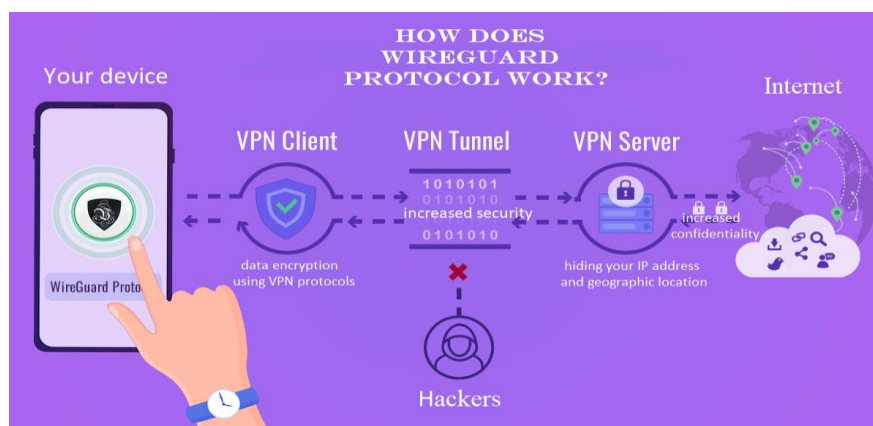 HOW DOES
WIREGUARD
PROTOCOL WORK?
Your device
Internet
VPN Client
VPN Tunnel
VPN Server
1010101
0101010
increased security
0101010
increased
confidentiality
data encryption
using VPN protocols
hiding your IP address
and geographic location
WireGuard
Hackers